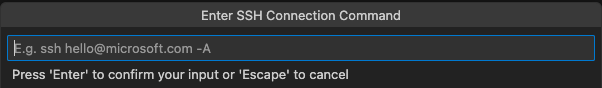 Enter SSH Connection Command
E.g. ssh hello@microsoft.com -A
Press 'Enter' to confirm your input or 'Escape' to cancel